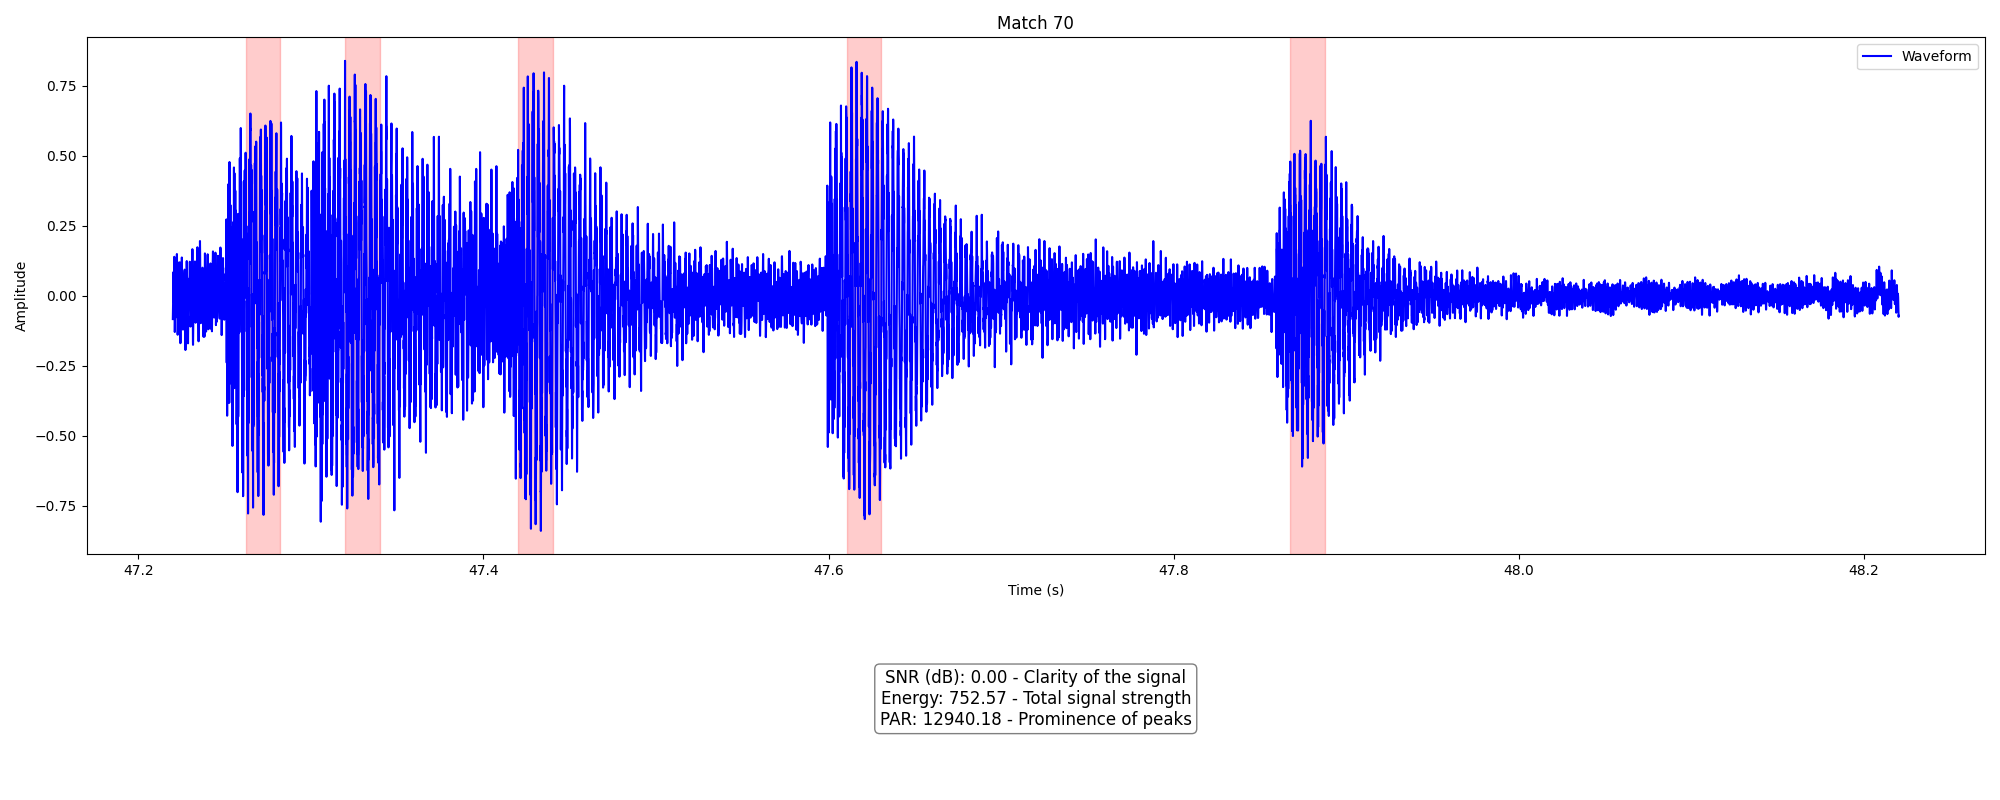 Match 70
Waveform
0.75
0.50
0.25
0.00
−0.25
−0.50
−0.75
Amplitude
47.2 47.4 47.6 47.8 48.0 48.2
Time (s)
SNR (dB): 0.00 - Clarity of the signal
Energy: 752.57 - Total signal strength
PAR: 12940.18 - Prominence of peaks